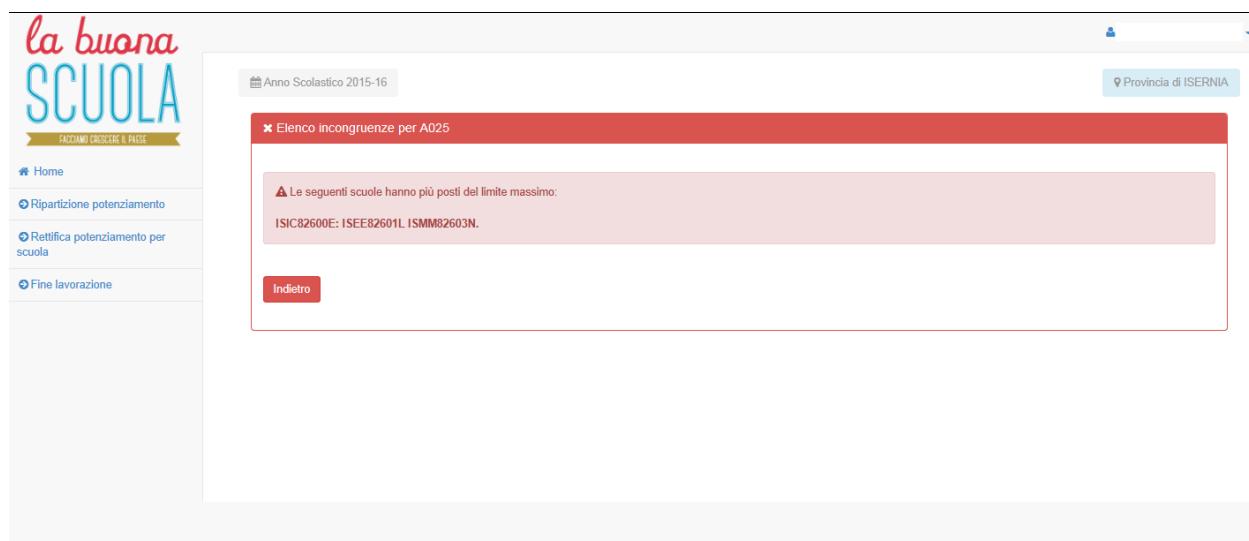 la buona
SCUOLA
FACCIAMO CRESCERE IL PAESE
Anno Scolastico 2015-16
Provincia di ISERNIA
Home
Ripartizione potenziamento
Rettifica potenziamento per
scuola
Fine lavorazione
Elenco incongruenze per A025
Le seguenti scuole hanno più posti del limite massimo:
ISIC82600E: ISEE82601L ISMM82603N.
Indietro